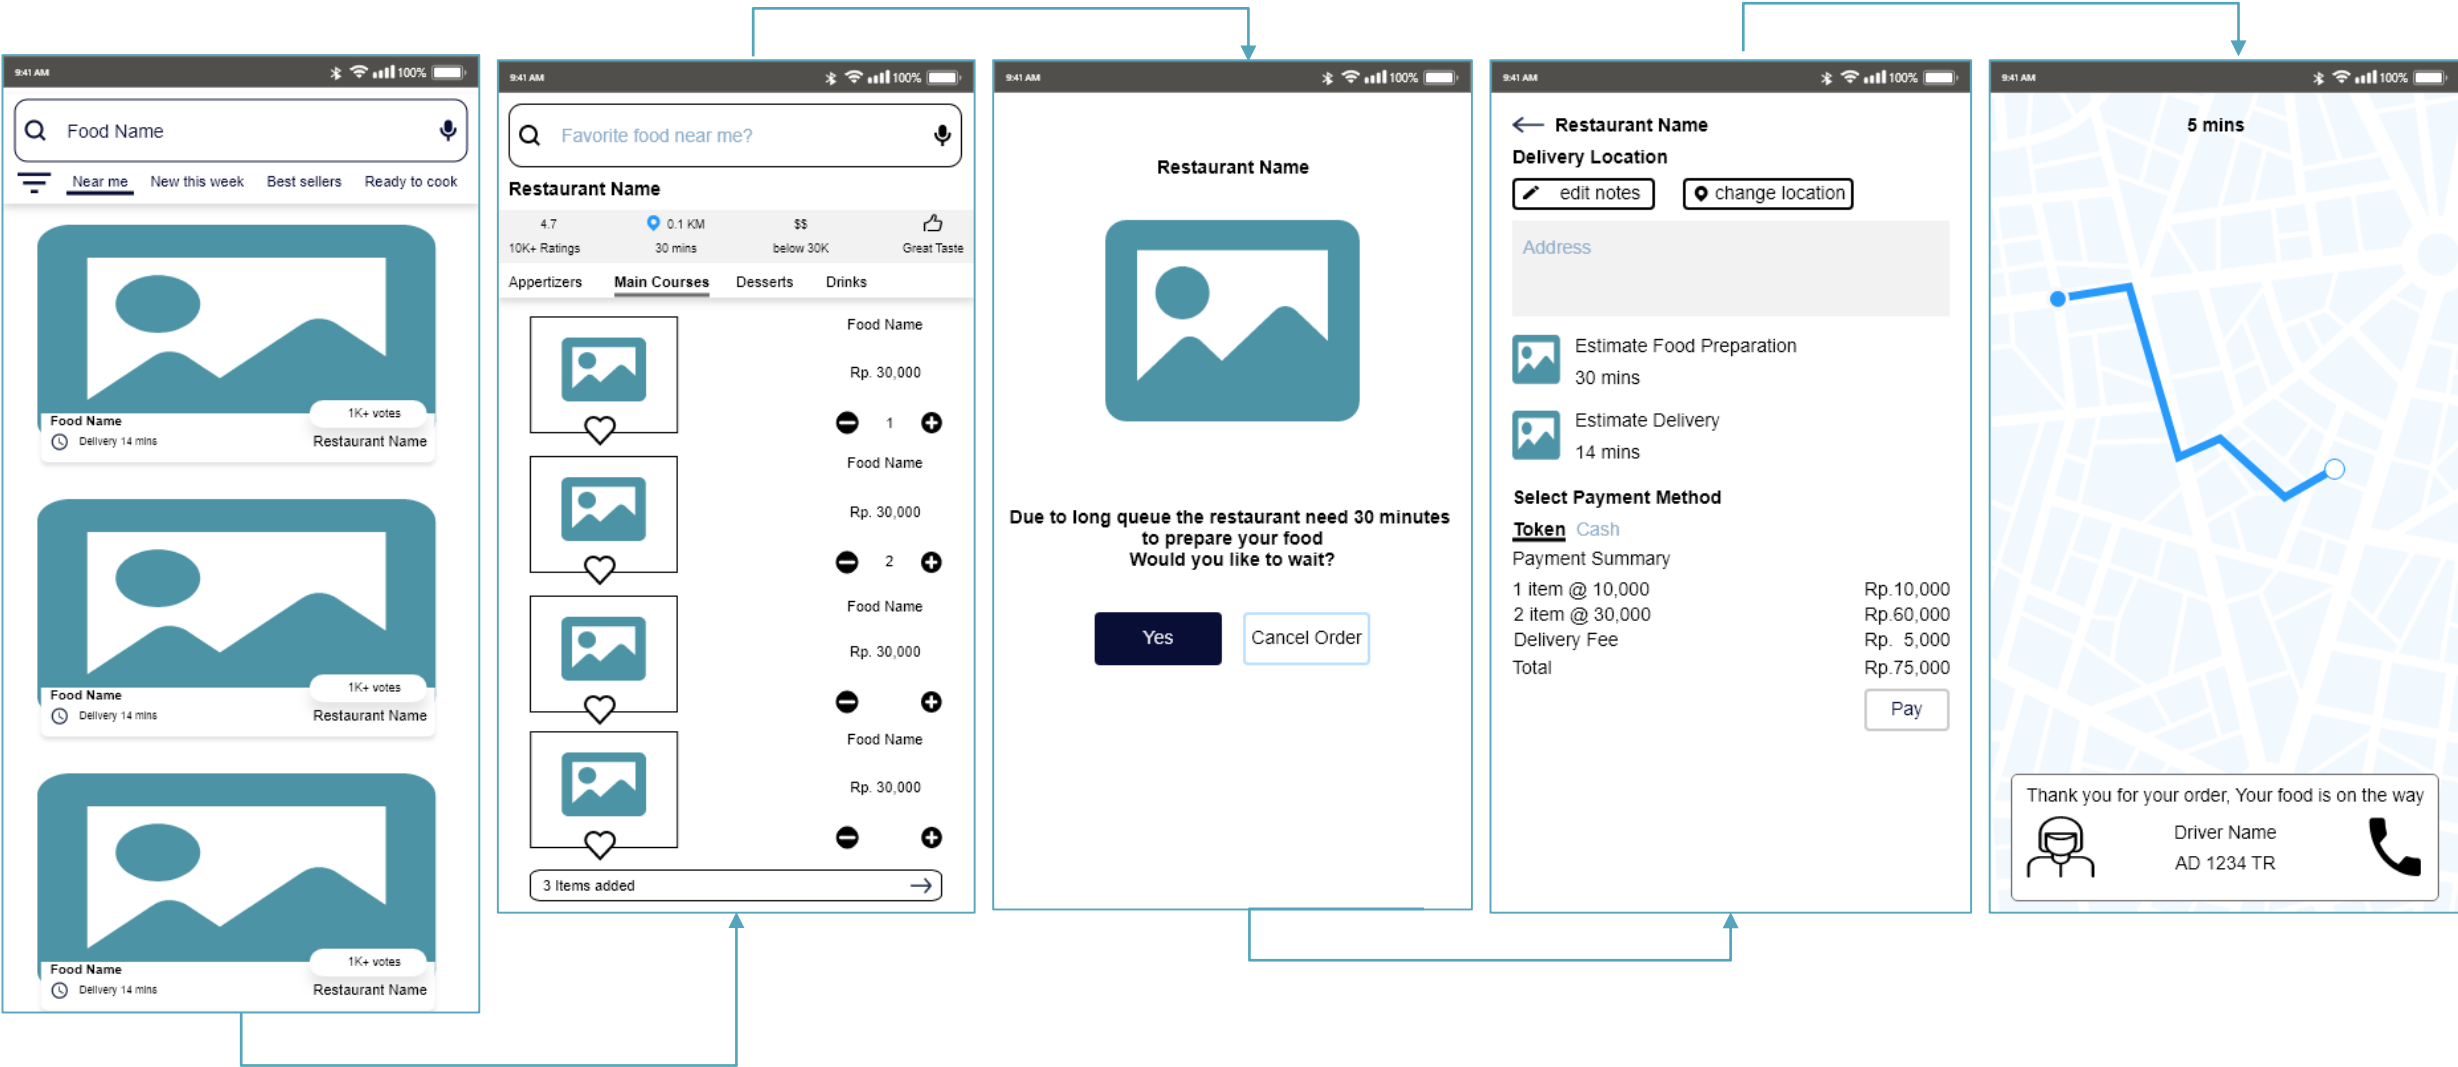 9:41 AM 100%
Food Name
Near me New this week Best sellers Ready to cook
1K+ votes
Food Name
Delivery 14 mins Restaurant Name
1K+ votes
Food Name
Delivery 14 mins Restaurant Name
1K+ votes
Food Name
Delivery 14 mins Restaurant Name
9:41 AM 100%
Favorite food near me?
Restaurant Name
4.7 0.1 KM $$
10K+ Ratings 30 mins below 30K Great Taste
Appertizers Main Courses Desserts Drinks
Food Name
Rp. 30,000
1
Food Name
Rp. 30,000
2
Food Name
Rp. 30,000
Food Name
Rp. 30,000
3 Items added
9:41 AM 100%
Restaurant Name
Due to long queue the restaurant need 30 minutes
to prepare your food
Would you like to wait?
Yes Cancel Order
9:41 AM 100%
Restaurant Name
Delivery Location
edit notes change location
Address
Estimate Food Preparation
30 mins
Estimate Delivery
14 mins
Select Payment Method
Token Cash
Payment Summary
1 item @ 10,000 Rp.10,000
2 item @ 30,000 Rp.60,000
Delivery Fee Rp. 5,000
Total Rp.75,000
Pay
9:41 AM 100%
5 mins
Thank you for your order, Your food is on the way
Driver Name
AD 1234 TR